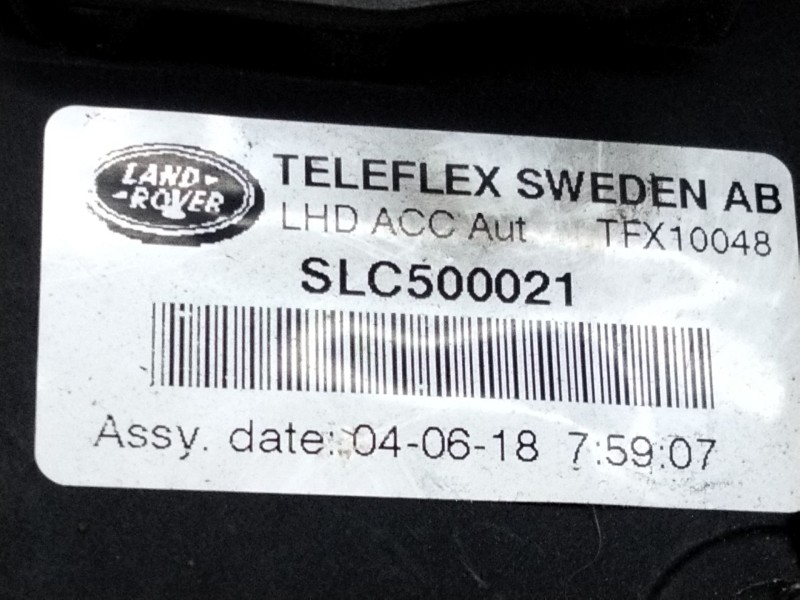 LAND
ROVER
TELEFLEX SWEDEN AB
LHD ACC Aut TFX10048
SLC500021
Assy. date: 04-06-18 7:59:07